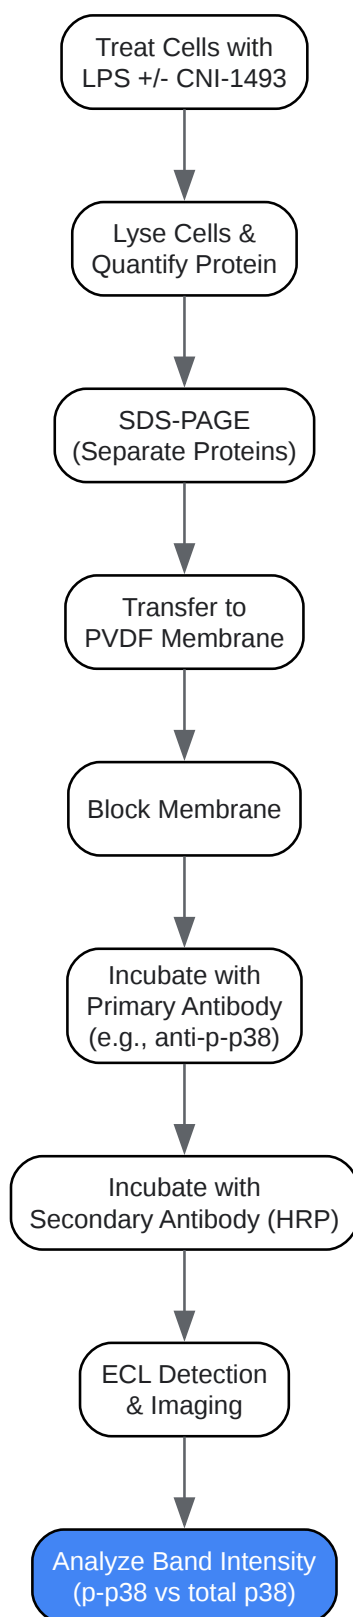 Treat Cells with
LPS +/- CNI-1493
Lyse Cells &
Quantify Protein
SDS-PAGE
(Separate Proteins)
Transfer to
PVDF Membrane
Block Membrane
Incubate with
Primary Antibody
(e.g., anti-p-p38)
Incubate with
Secondary Antibody (HRP)
ECL Detection
& Imaging
Analyze Band Intensity
(p-p38 vs total p38)